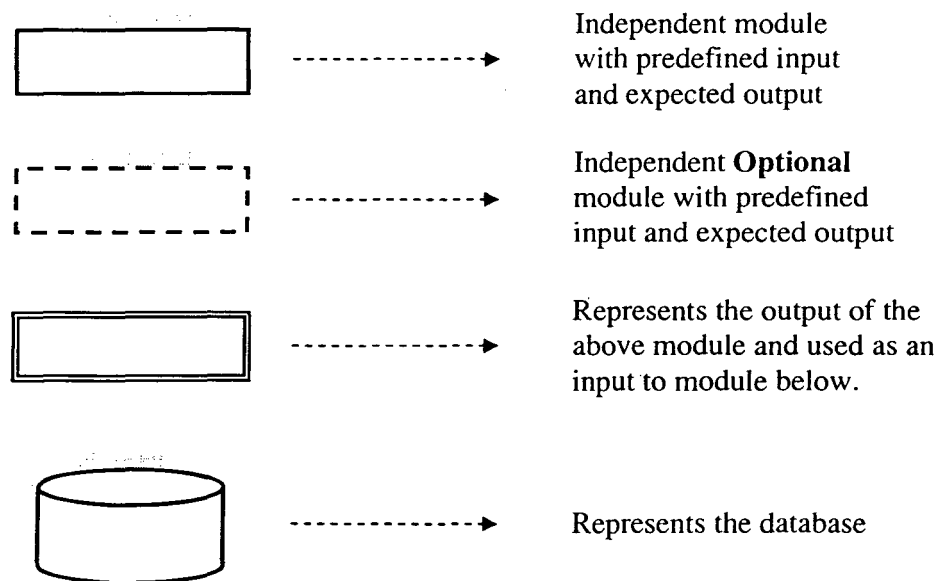 Independent module
with predefined input
and expected output
Independent Optional
module with predefined
input and expected output
Represents the output of the
above module and used as an
input to module below.
Represents the database